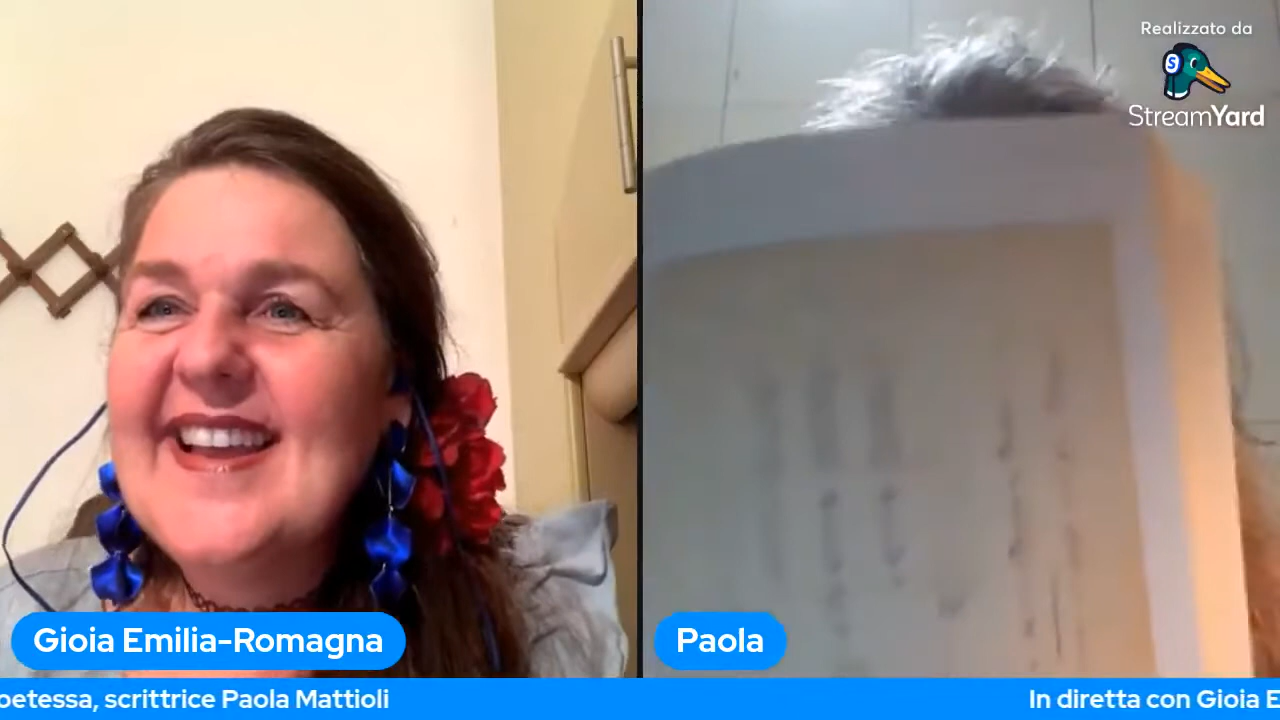 Realizzato da
StreamYard
Gioia Emilia-Romagna
Paola
oetessa, scrittrice Paola Mattioli
In diretta con Gioia E